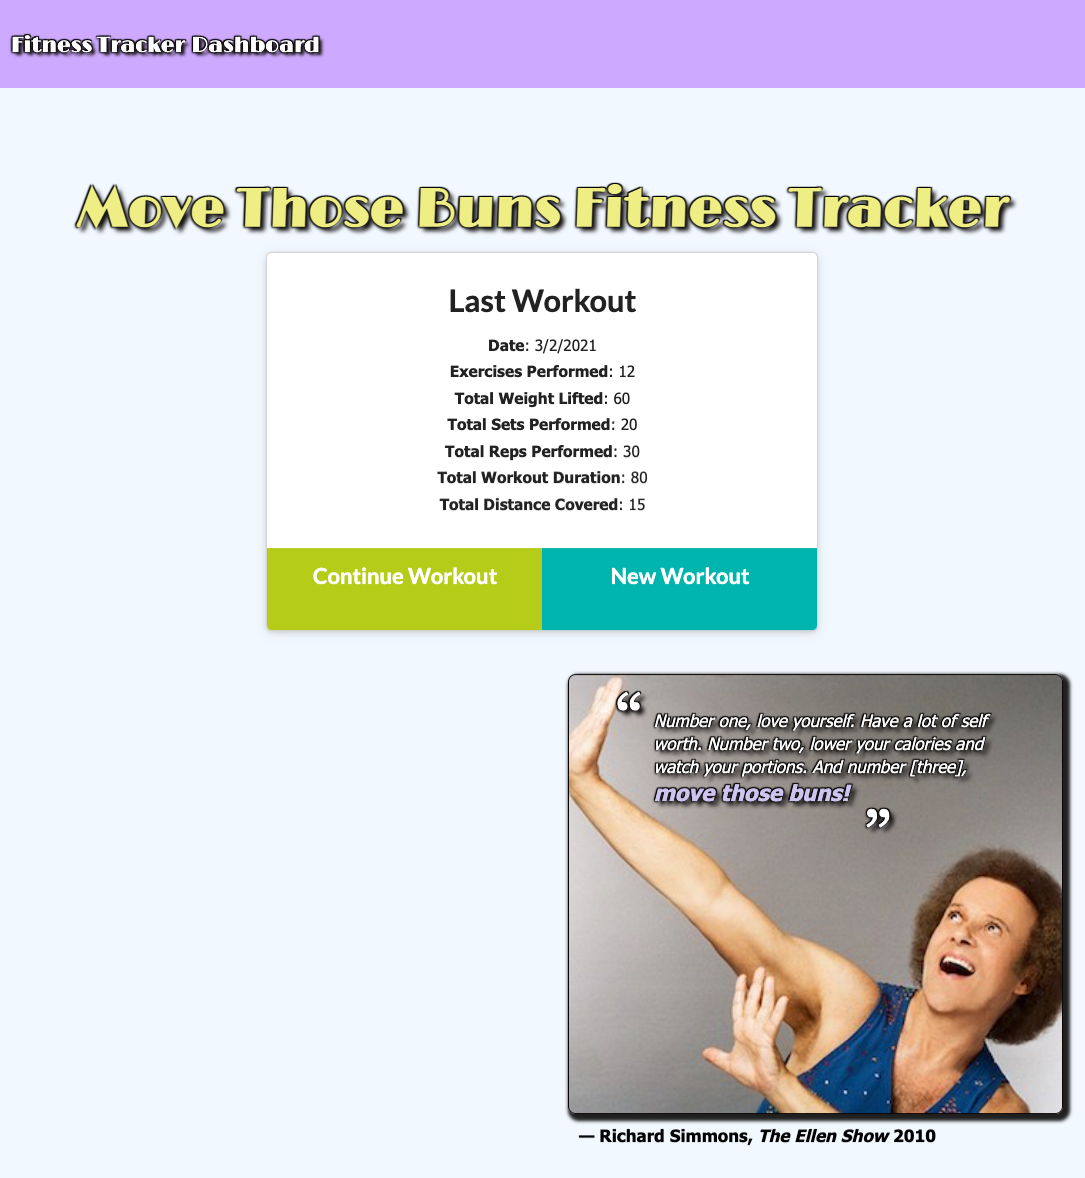 Fitness Tracker Dashboard
Move Those Buns Fitness Tracker
Last Workout
Date: 3/2/2021
Exercises Performed: 12
Total Weight Lifted: 60
Total Sets Performed: 20
Total Reps Performed: 30
Total Workout Duration: 80
Total Distance Covered: 15
Continue Workout
New Workout
“
Number one, love yourself. Have a lot of self
worth. Number two, lower your calories and
watch your portions. And number [three],
move those buns!
”
— Richard Simmons, The Ellen Show 2010